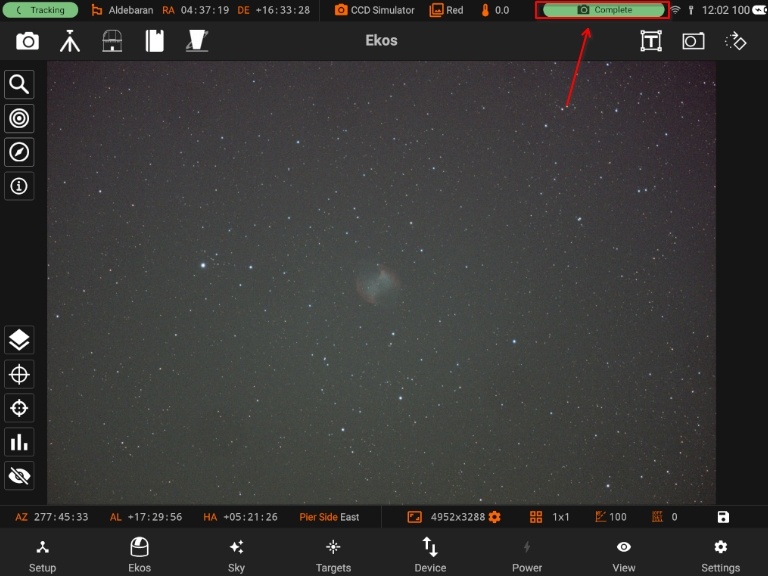 Tracking Aldebaran RA 04:37:19 DE +16:33:28 CCD Simulator Red 0.0 Complete 12:02 100
Ekos
AZ 277:45:33 AL +17:29:56 HA +05:21:26 Pier Side East 4952x3288 1x1 100 0
Setup Ekos Sky Targets Device Power View Settings